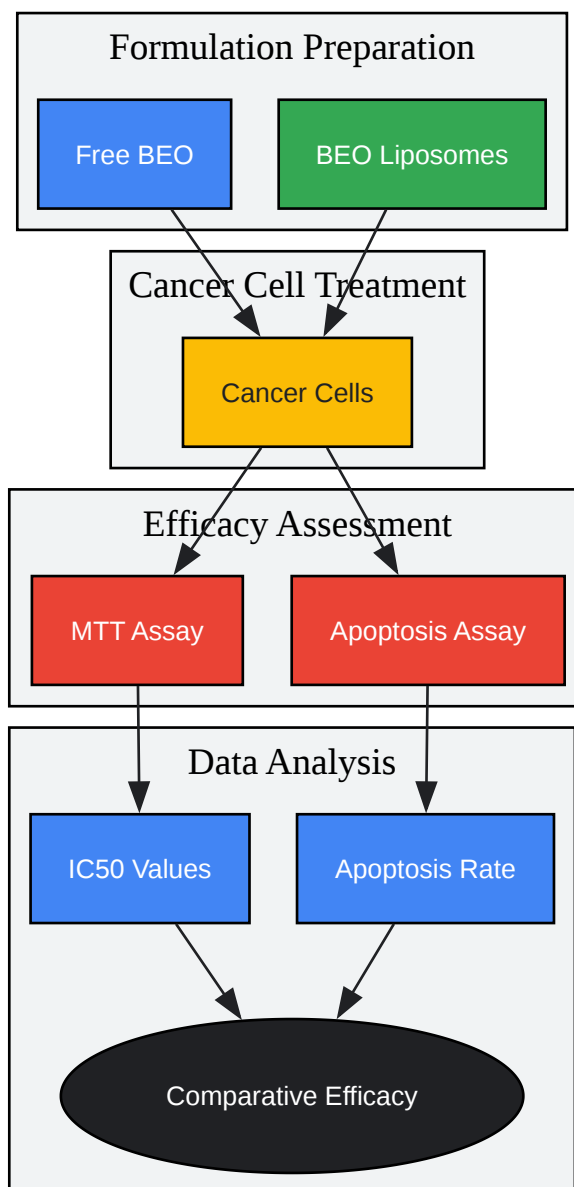 Formulation Preparation
Free BEO
BEO Liposomes
Cancer Cell Treatment
Cancer Cells
Efficacy Assessment
MTT Assay
Apoptosis Assay
Data Analysis
IC50 Values
Apoptosis Rate
Comparative Efficacy